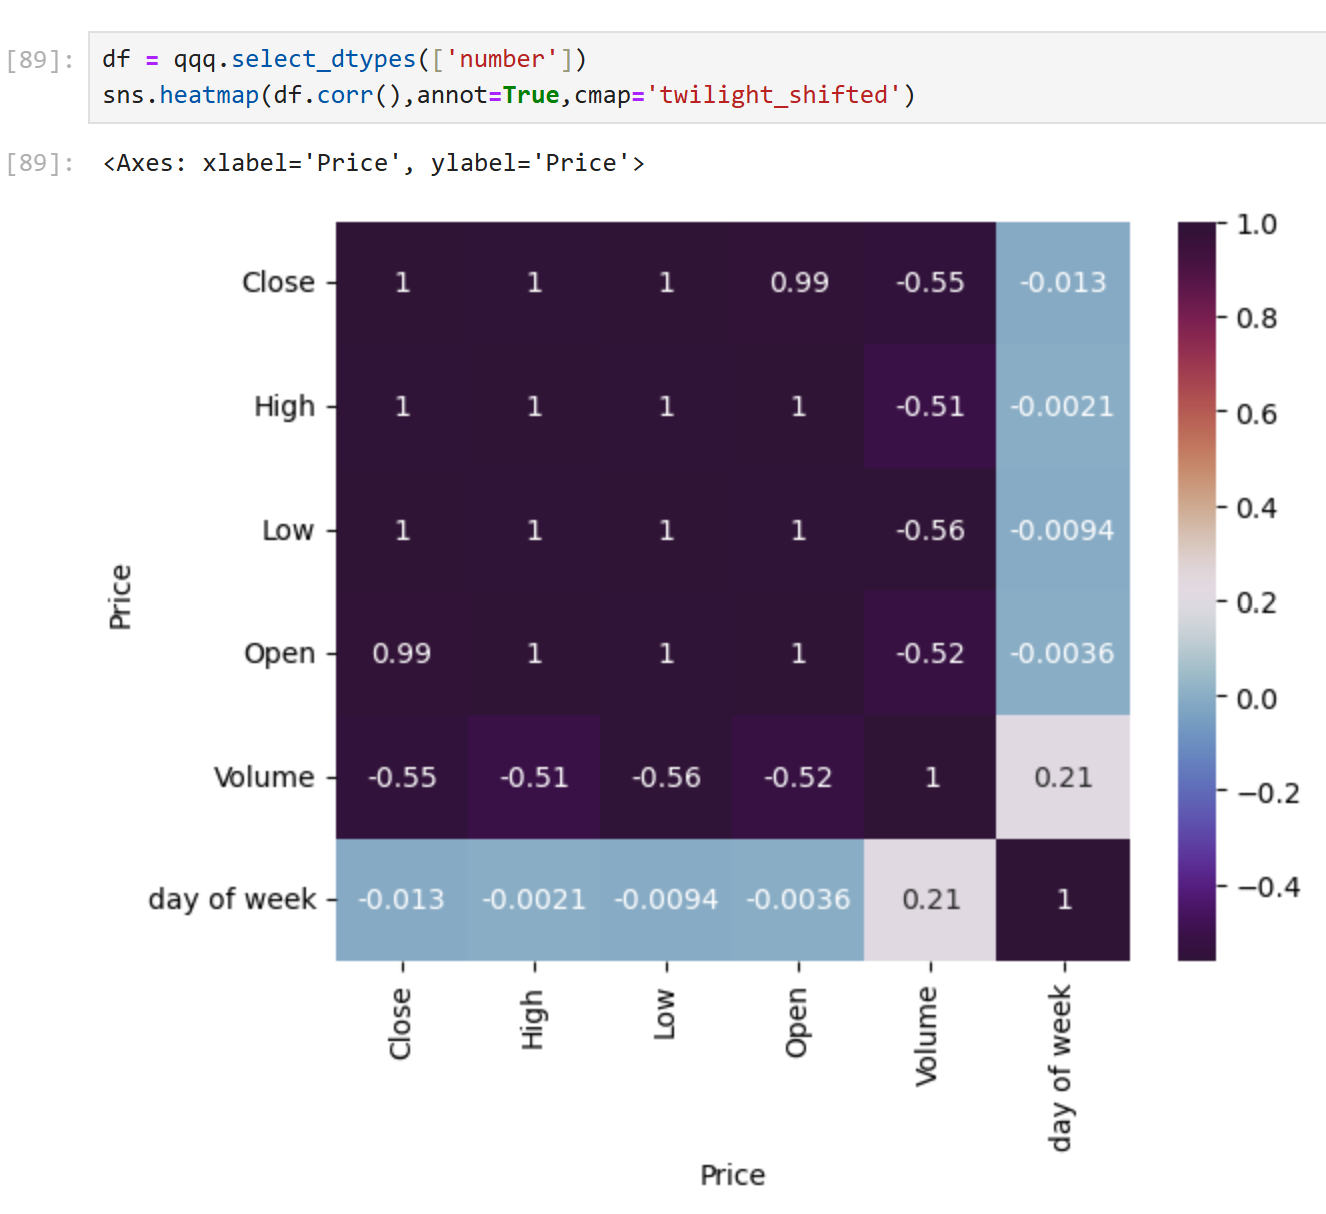 [89]: df = qqq.select_dtypes(['number'])
sns.heatmap(df.corr(),annot=True,cmap='twilight_shifted')
[89]: <Axes: xlabel='Price', ylabel='Price'>
Close 1 1 1 0.99 -0.55 -0.013
High 1 1 1 1 -0.51 -0.0021
Low 1 1 1 1 -0.56 -0.0094
Open 0.99 1 1 1 -0.52 -0.0036
Volume -0.55 -0.51 -0.56 -0.52 1 0.21
day of week -0.013 -0.0021 -0.0094 -0.0036 0.21 1
Price
Close High Low Open Volume day of week
Price
1.0
0.8
0.6
0.4
0.2
0.0
−0.2
−0.4